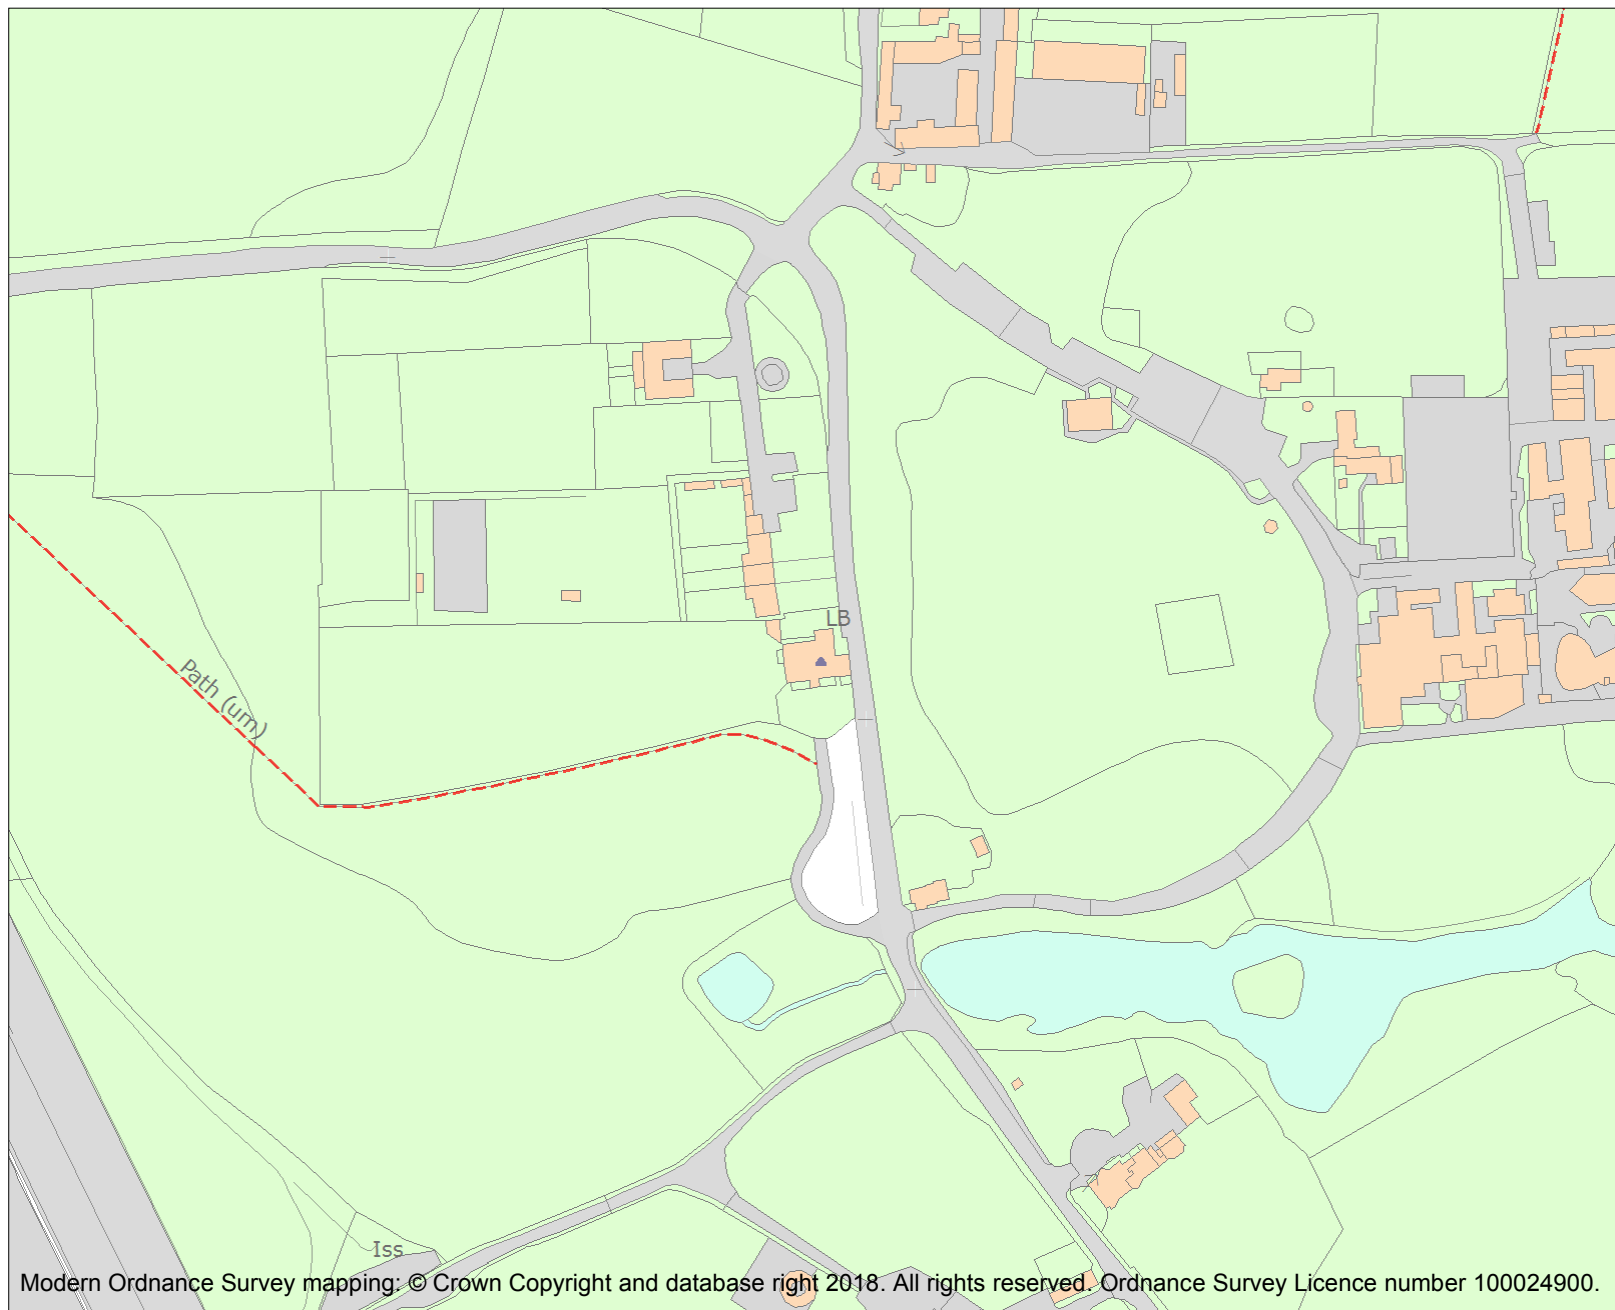 LB
Path (um)
Iss
Modern Ordnance Survey mapping: © Crown Copyright and database right 2018. All rights reserved. Ordnance Survey Licence number 100024900.